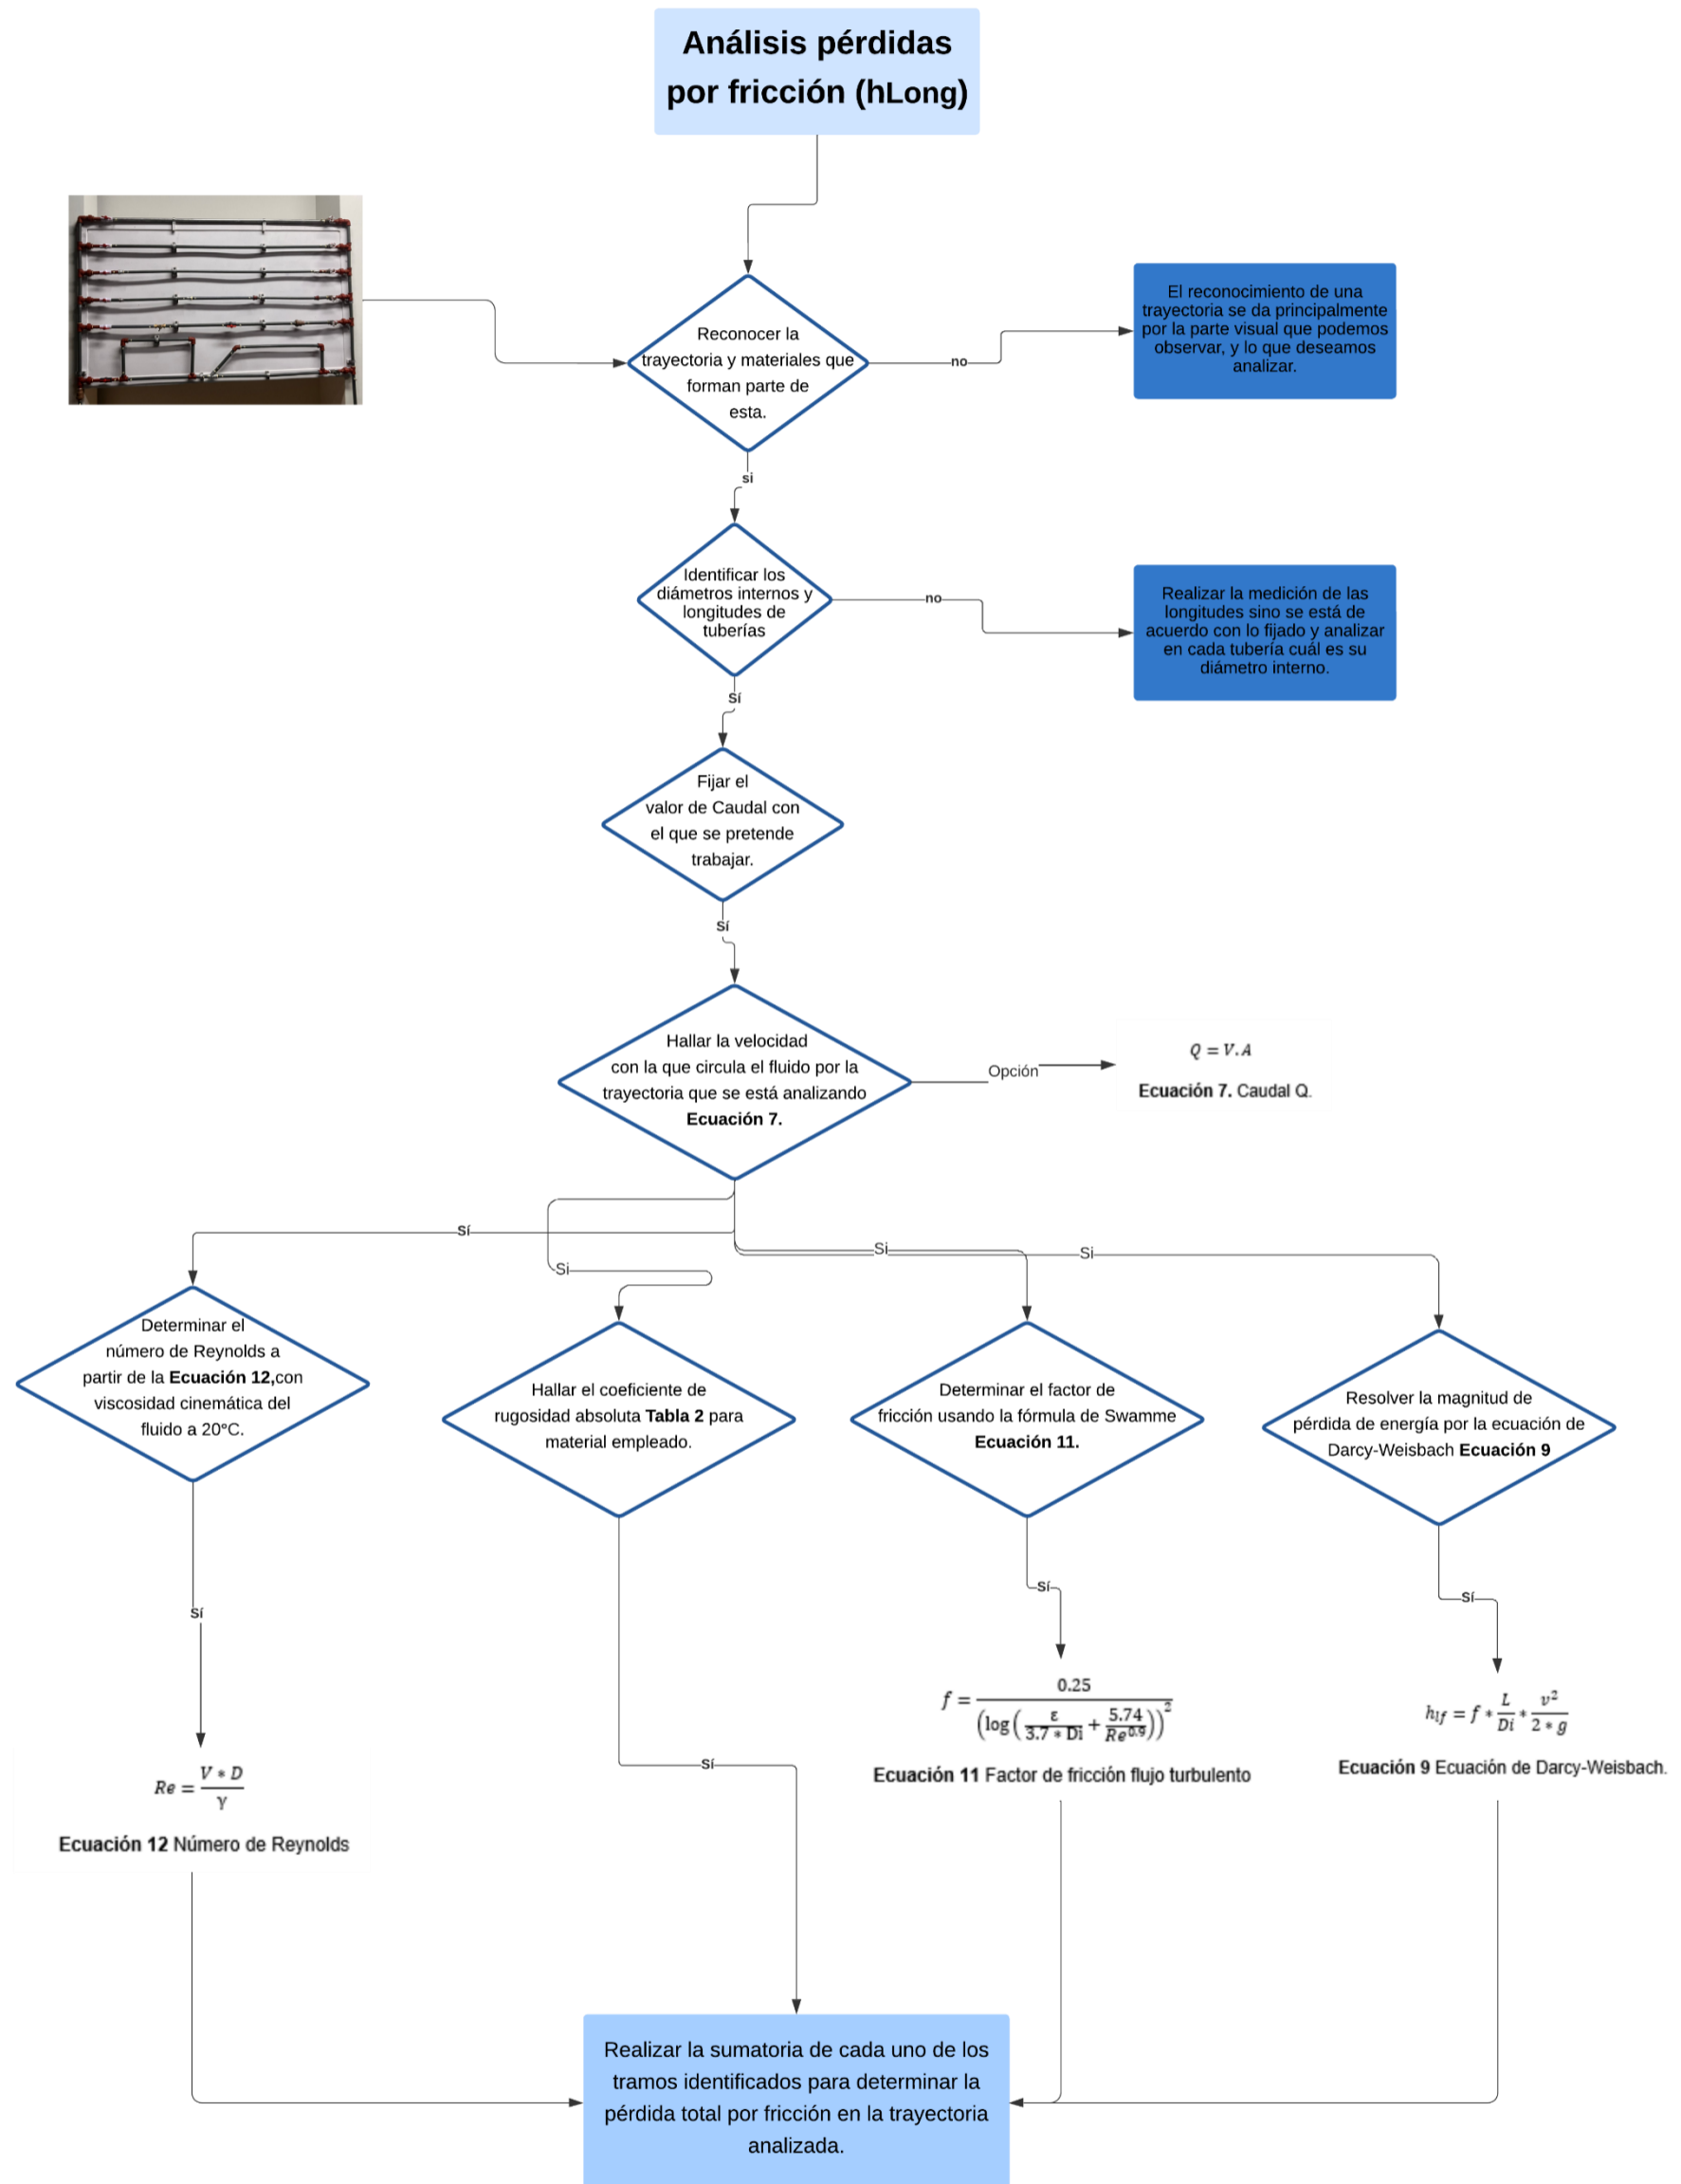 Análisis pérdidas
por fricción (hLong)
Reconocer la
trayectoria y materiales que
forman parte de
esta.
no
El reconocimiento de una
trayectoria se da principalmente
por la parte visual que podemos
observar, y lo que deseamos
analizar.
si
Identificar los
diámetros internos y
longitudes de
tuberías
no
Realizar la medición de las
longitudes sino se está de
acuerdo con lo fijado y analizar
en cada tubería cuál es su
diámetro interno.
Sí
Fijar el
valor de Caudal con
el que se pretende
trabajar.
Sí
Hallar la velocidad
con la que circula el fluido por la
trayectoria que se está analizando
Ecuación 7.
Opción
Q = V.A
Ecuación 7. Caudal Q.
Sí
Si
Si
Si
Determinar el
número de Reynolds a
partir de la Ecuación 12,con
viscosidad cinemática del
fluido a 20°C.
Hallar el coeficiente de
rugosidad absoluta Tabla 2 para
material empleado.
Determinar el factor de
fricción usando la fórmula de Swamme
Ecuación 11.
Resolver la magnitud de
pérdida de energía por la ecuación de
Darcy-Weisbach Ecuación 9
Sí
Sí
Sí
Sí
Re = V * D / γ
Ecuación 12 Número de Reynolds
f = 0.25 / (log(ε / 3.7 * Di + 5.74 / Re^0.9))^2
Ecuación 11 Factor de fricción flujo turbulento
h_lf = f * L / Di * v^2 / 2 * g
Ecuación 9 Ecuación de Darcy-Weisbach.
Realizar la sumatoria de cada uno de los
tramos identificados para determinar la
pérdida total por fricción en la trayectoria
analizada.